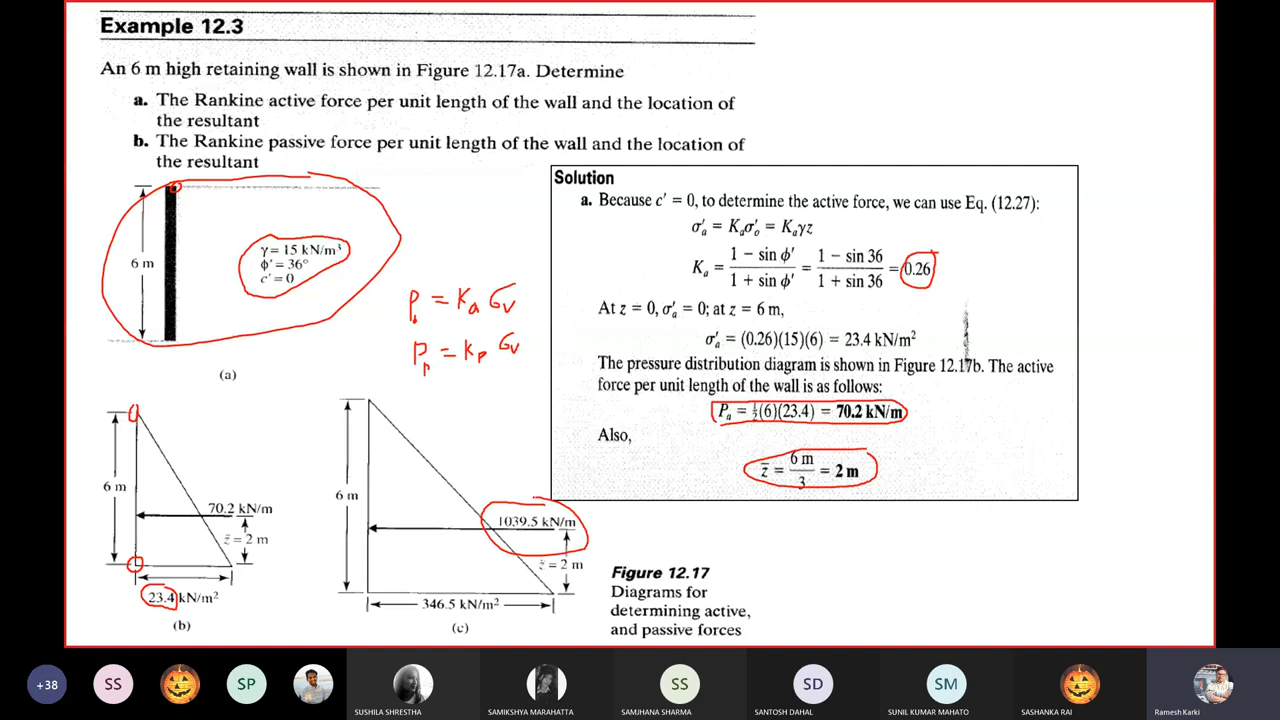 Example 12.3
An 6 m high retaining wall is shown in Figure 12.17a. Determine
a. The Rankine active force per unit length of the wall and the location of
the resultant
b. The Rankine passive force per unit length of the wall and the location of
the resultant
6 m
γ = 15 kN/m³
ϕ′ = 36°
c′ = 0
(a)
P = Ka σv
Pp = Kp σv
Solution
a. Because c′ = 0, to determine the active force, we can use Eq. (12.27):
σ′a = Kaσ′o = Kaγz
Ka = (1 − sin ϕ′)/(1 + sin ϕ′) = (1 − sin 36)/(1 + sin 36) = 0.26
At z = 0, σ′a = 0; at z = 6 m,
σ′a = (0.26)(15)(6) = 23.4 kN/m²
The pressure distribution diagram is shown in Figure 12.17b. The active
force per unit length of the wall is as follows:
Pa = ½(6)(23.4) = 70.2 kN/m
Also,
z̄ = 6 m/3 = 2 m
6 m
70.2 kN/m
z̄ = 2 m
23.4 kN/m²
(b)
6 m
1039.5 kN/m
z̄ = 2 m
346.5 kN/m²
(c)
Figure 12.17
Diagrams for
determining active,
and passive forces
+38
SS
SP
SUSHILA SHRESTHA
SAMIKSHYA MARAHATTA
SS
SAMJHANA SHARMA
SD
SANTOSH DAHAL
SM
SUNIL KUMAR MAHATO
SASHANKA RAI
Ramesh Karki